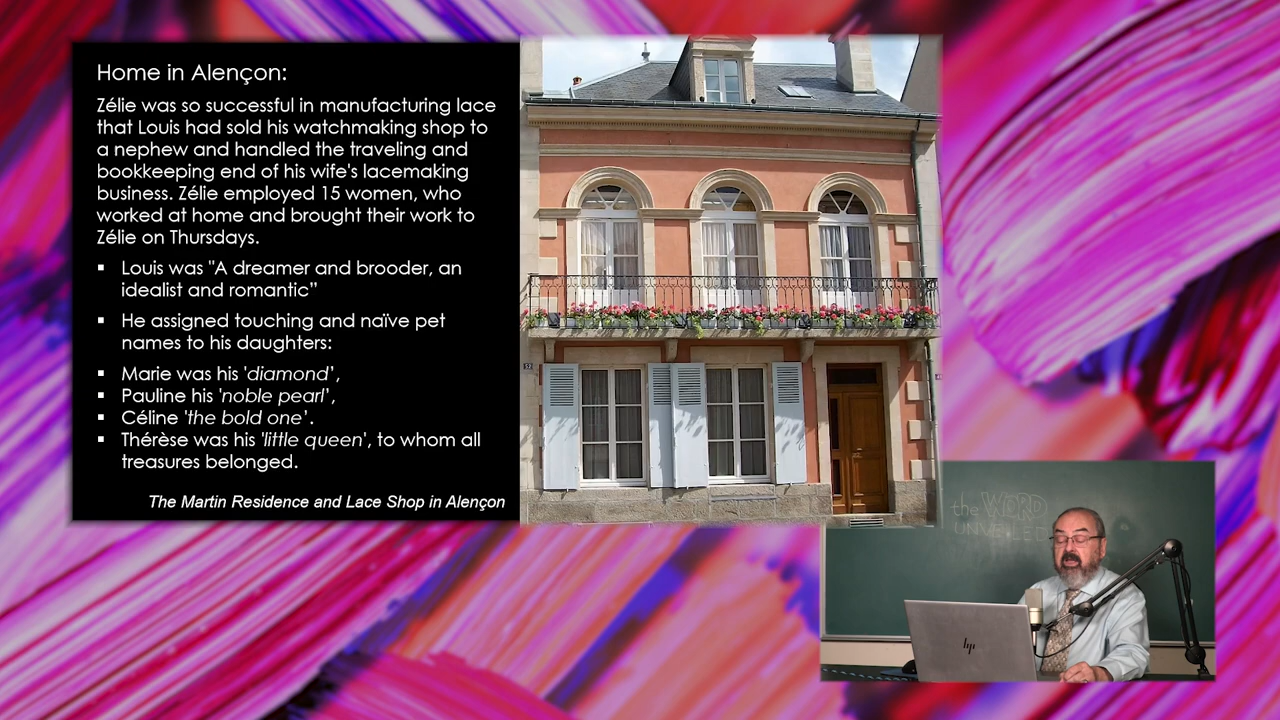 Home in Alençon:
Zélie was so successful in manufacturing lace
that Louis had sold his watchmaking shop to
a nephew and handled the traveling and
bookkeeping end of his wife's lacemaking
business. Zélie employed 15 women, who
worked at home and brought their work to
Zélie on Thursdays.
▪ Louis was "A dreamer and brooder, an
idealist and romantic”
▪ He assigned touching and naïve pet
names to his daughters:
▪ Marie was his 'diamond',
▪ Pauline his 'noble pearl',
▪ Céline 'the bold one'.
▪ Thérèse was his 'little queen', to whom all
treasures belonged.
The Martin Residence and Lace Shop in Alençon
the WORD
UNVEILED
hp